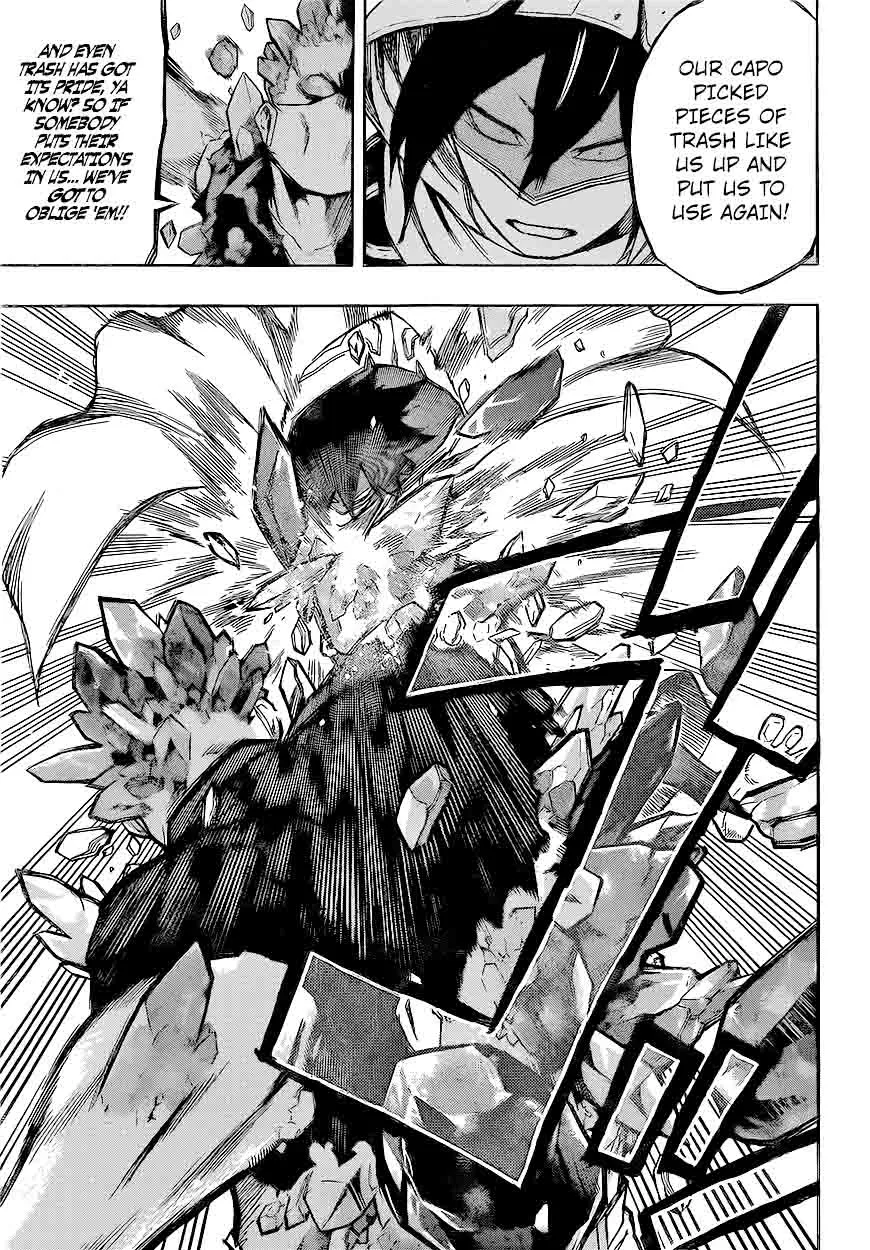 OUR CAPO
PICKED
PIECES OF
TRASH LIKE
US UP AND
PUT US TO
USE AGAIN!
AND EVEN
TRASH HAS GOT
ITS PRIDE, YA
KNOW? SO IF
SOMEBODY
PUTS THEIR
EXPECTATIONS
IN US... WE'VE
GOT TO
OBLIGE 'EM!!